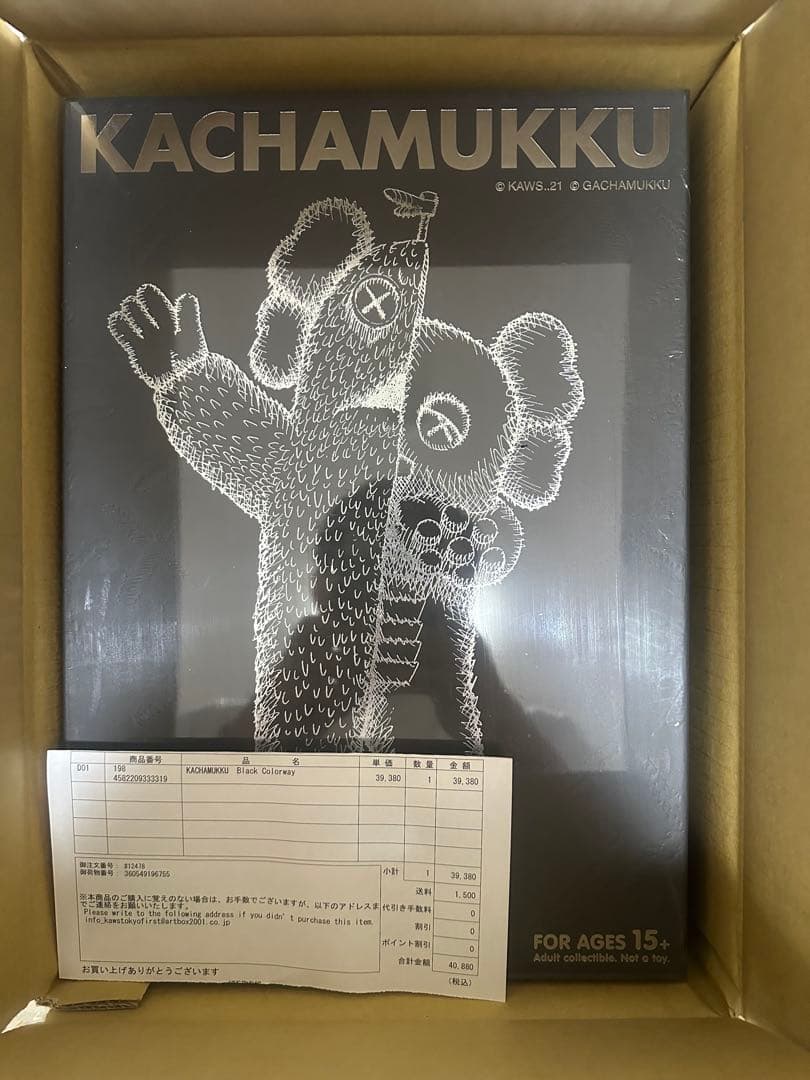 KACHAMUKKU
© KAWS..21 © GACHAMUKKU
商品番号 品 名 単 価 数 量 金 額
D01 198 KACHAMUKKU Black Colorway 39,380 1 39,380
4582209333319
御注文番号: #12478
御荷物番号: 360549196755
※本商品のご購入に覚えのない場合は、お手数でございますが、以下のアドレスま
でご連絡をお願いいたします。
Please write to the following address if you didn't purchase this item.
info_kawstokyofirst@artbox2001.co.jp
お買い上げありがとうございます
小計 1 39,380
送料 1,500
代引き手数料 0
割引 0
ポイント割引 0
合計金額 40,880
(税込)
FOR AGES 15+
Adult collectible. Not a toy.